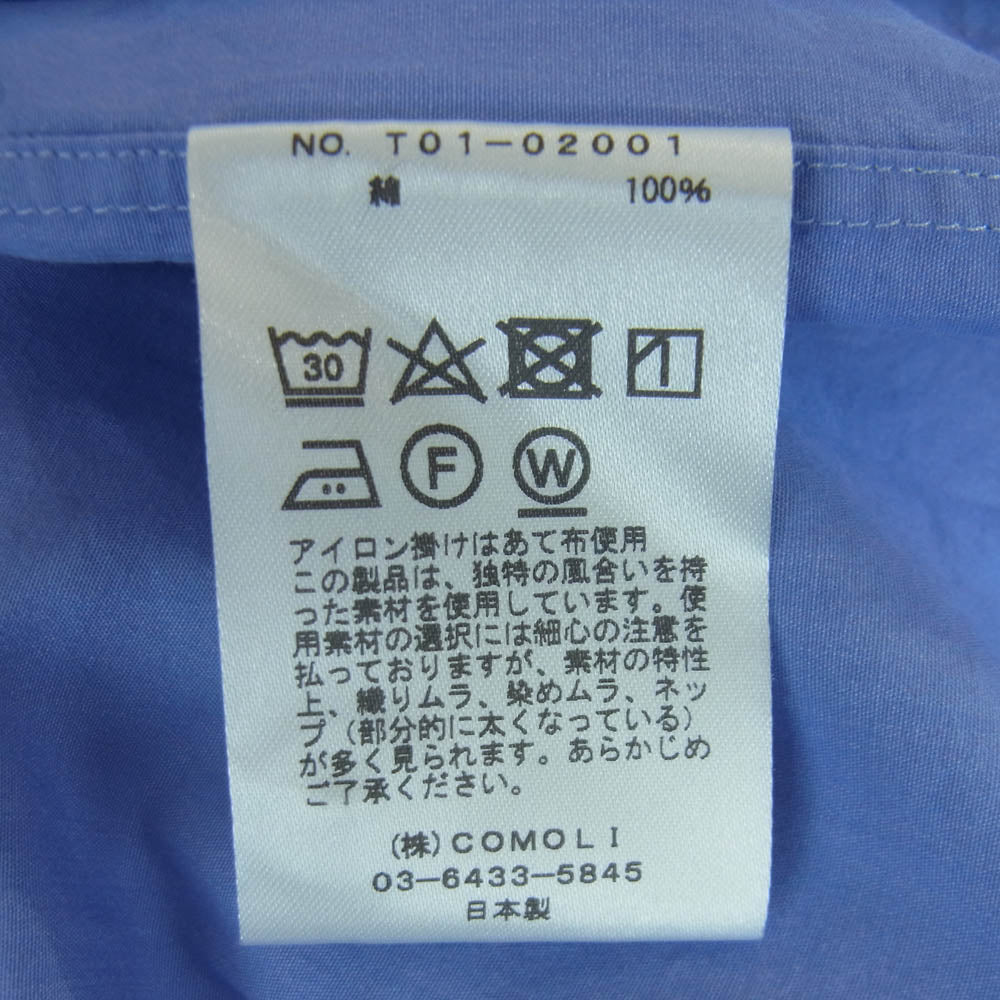 NO. T01-02001
綿 100%
30
F W
アイロン掛けはあて布使用
この製品は、独特の風合いを持
った素材を使用しています。使
用素材の選択には細心の注意を
払っておりますが、素材の特性
上、織りムラ、染めムラ、ネッ
プ(部分的に太くなっている)
が多く見られます。あらかじめ
ご了承ください。
(株)COMOLI
03-6433-5845
日本製